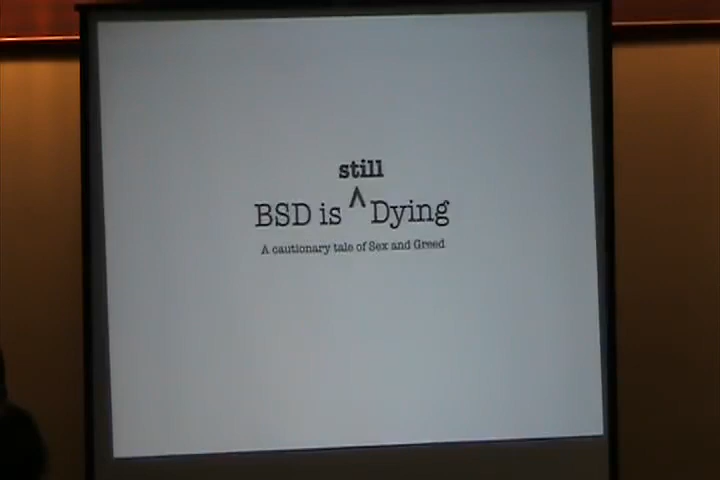 still
BSD is ^ Dying
A cautionary tale of Sex and Greed